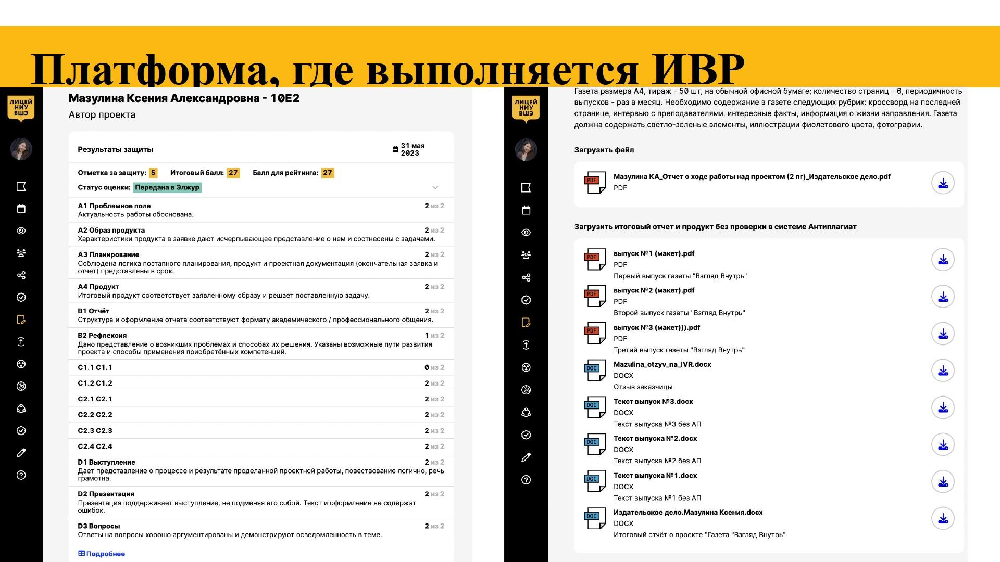 Платформа, где выполняется ИВР
ЛИЦЕЙ
НИУ
ВШЭ
Мазулина Ксения Александровна - 10Е2
Автор проекта
Результаты защиты
31 мая
2023
Отметка за защиту: 5 Итоговый балл: 27 Балл для рейтинга: 27
Статус оценки: Передана в Элжур
A1 Проблемное поле 2 из 2
Актуальность работы обоснована.
A2 Образ продукта 2 из 2
Характеристики продукта в заявке дают исчерпывающее представление о нем и соотнесены с задачами.
A3 Планирование 2 из 2
Соблюдена логика поэтапного планирования, продукт и проектная документация (окончательная заявка и
отчет) представлены в срок.
A4 Продукт 2 из 2
Итоговый продукт соответствует заявленному образу и решает поставленную задачу.
B1 Отчёт 2 из 2
Структура и оформление отчета соответствуют формату академического / профессионального общения.
B2 Рефлексия 1 из 2
Дано представление о возникших проблемах и способах их решения. Указаны возможные пути развития
проекта и способы применения приобретённых компетенций.
C1.1 C1.1 0 из 2
C1.2 C1.2 2 из 2
C2.1 C2.1 2 из 2
C2.2 C2.2 2 из 2
C2.3 C2.3 2 из 2
C2.4 C2.4 2 из 2
D1 Выступление 2 из 2
Дает представление о процессе и результате проделанной проектной работы, повествование логично, речь
грамотна.
D2 Презентация 2 из 2
Презентация поддерживает выступление, не подменяя его собой. Текст и оформление не содержат
ошибок.
D3 Вопросы 2 из 2
Ответы на вопросы хорошо аргументированы и демонстрируют осведомленность в теме.
Подробнее
ЛИЦЕЙ
НИУ
ВШЭ
Газета размера А4, тираж - 50 шт, на обычной офисной бумаге; количество страниц - 6, периодичность
выпусков - раз в месяц. Необходимо содержание в газете следующих рубрик: кроссворд на последней
странице, интервью с преподавателями, интересные факты, информация о жизни направления. Газета
должна содержать светло-зеленые элементы, иллюстрации фиолетового цвета, фотографии.
Загрузить файл
PDF
Мазулина КА_Отчет о ходе работы над проектом (2 пг)_Издательское дело.pdf
PDF
Загрузить итоговый отчет и продукт без проверки в системе Антиплагиат
PDF
выпуск №1 (макет).pdf
PDF
Первый выпуск газеты "Взгляд Внутрь"
PDF
выпуск №2 (макет).pdf
PDF
Второй выпуск газеты "Взгляд Внутрь"
PDF
выпуск №3 (макет))).pdf
PDF
Третий выпуск газеты "Взгляд Внутрь"
DOC
Mazulina_otzyv_na_IVR.docx
DOCX
Отзыв заказчицы
DOC
Текст выпуск №3.docx
DOCX
Текст выпуска №3 без АП
DOC
Текст выпуска №2.docx
DOCX
Текст выпуска №2 без АП
DOC
Текст выпуска №1.docx
DOCX
Текст выпуска №1 без АП
DOC
Издательское дело.Мазулина Ксения.docx
DOCX
Итоговый отчёт о проекте "Газета "Взгляд Внутрь"